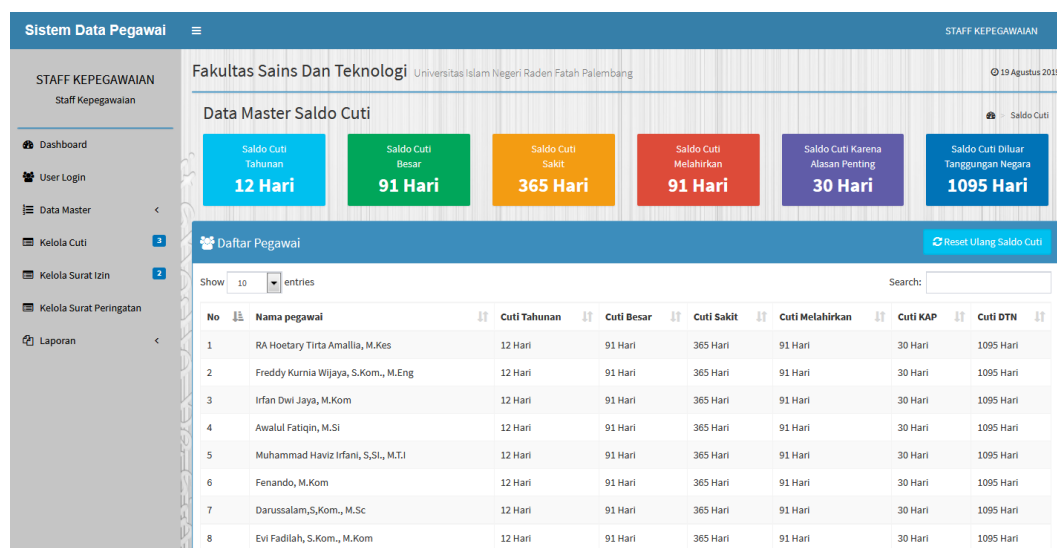 Sistem Data Pegawai
STAFF KEPEGAWAIAN
STAFF KEPEGAWAIAN
Staff Kepegawaian
Dashboard
User Login
Data Master
Kelola Cuti 3
Kelola Surat Izin 2
Kelola Surat Peringatan
Laporan
Fakultas Sains Dan Teknologi Universitas Islam Negeri Raden Fatah Palembang
19 Agustus 2019
Data Master Saldo Cuti
Saldo Cuti
Saldo Cuti
Tahunan
12 Hari
Saldo Cuti
Besar
91 Hari
Saldo Cuti
Sakit
365 Hari
Saldo Cuti
Melahirkan
91 Hari
Saldo Cuti Karena
Alasan Penting
30 Hari
Saldo Cuti Diluar
Tanggungan Negara
1095 Hari
Daftar Pegawai
Reset Ulang Saldo Cuti
Show 10 entries
Search:
No Nama pegawai Cuti Tahunan Cuti Besar Cuti Sakit Cuti Melahirkan Cuti KAP Cuti DTN
1 RA Hoetary Tirta Amallia, M.Kes 12 Hari 91 Hari 365 Hari 91 Hari 30 Hari 1095 Hari
2 Freddy Kurnia Wijaya, S.Kom., M.Eng 12 Hari 91 Hari 365 Hari 91 Hari 30 Hari 1095 Hari
3 Irfan Dwi Jaya, M.Kom 12 Hari 91 Hari 365 Hari 91 Hari 30 Hari 1095 Hari
4 Awalul Fatiqin, M.Si 12 Hari 91 Hari 365 Hari 91 Hari 30 Hari 1095 Hari
5 Muhammad Haviz Irfani, S,SI., M.T.I 12 Hari 91 Hari 365 Hari 91 Hari 30 Hari 1095 Hari
6 Fenando, M.Kom 12 Hari 91 Hari 365 Hari 91 Hari 30 Hari 1095 Hari
7 Darussalam,S,Kom., M.Sc 12 Hari 91 Hari 365 Hari 91 Hari 30 Hari 1095 Hari
8 Evi Fadilah, S.Kom., M.Kom 12 Hari 91 Hari 365 Hari 91 Hari 30 Hari 1095 Hari